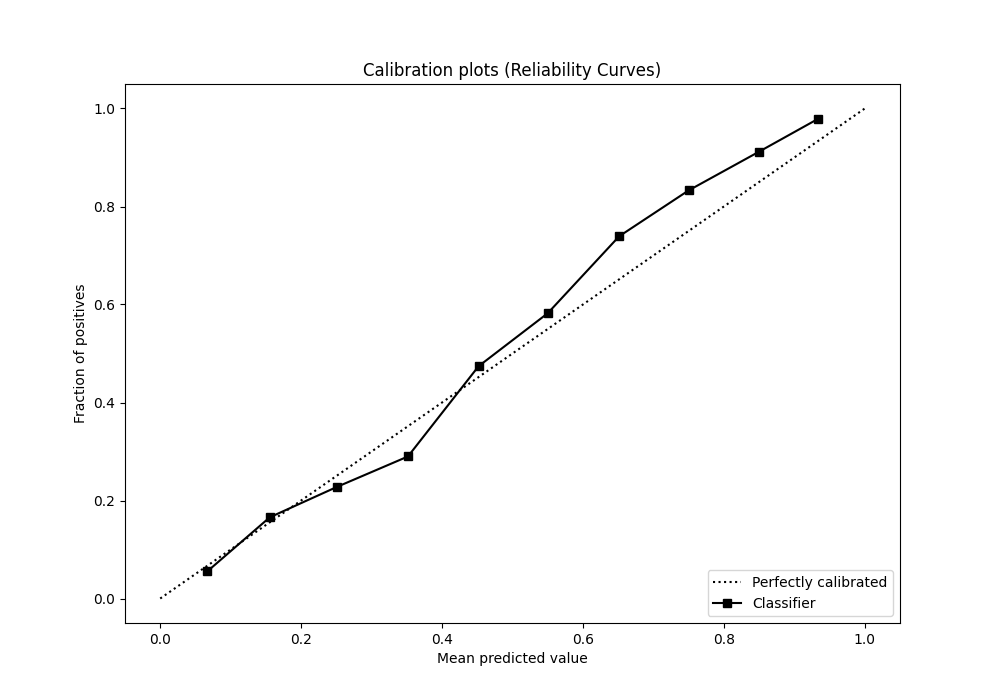 Calibration plots (Reliability Curves)
Fraction of positives
1.0
0.8
0.6
0.4
0.2
0.0
0.0 0.2 0.4 0.6 0.8 1.0
Mean predicted value
Perfectly calibrated
Classifier